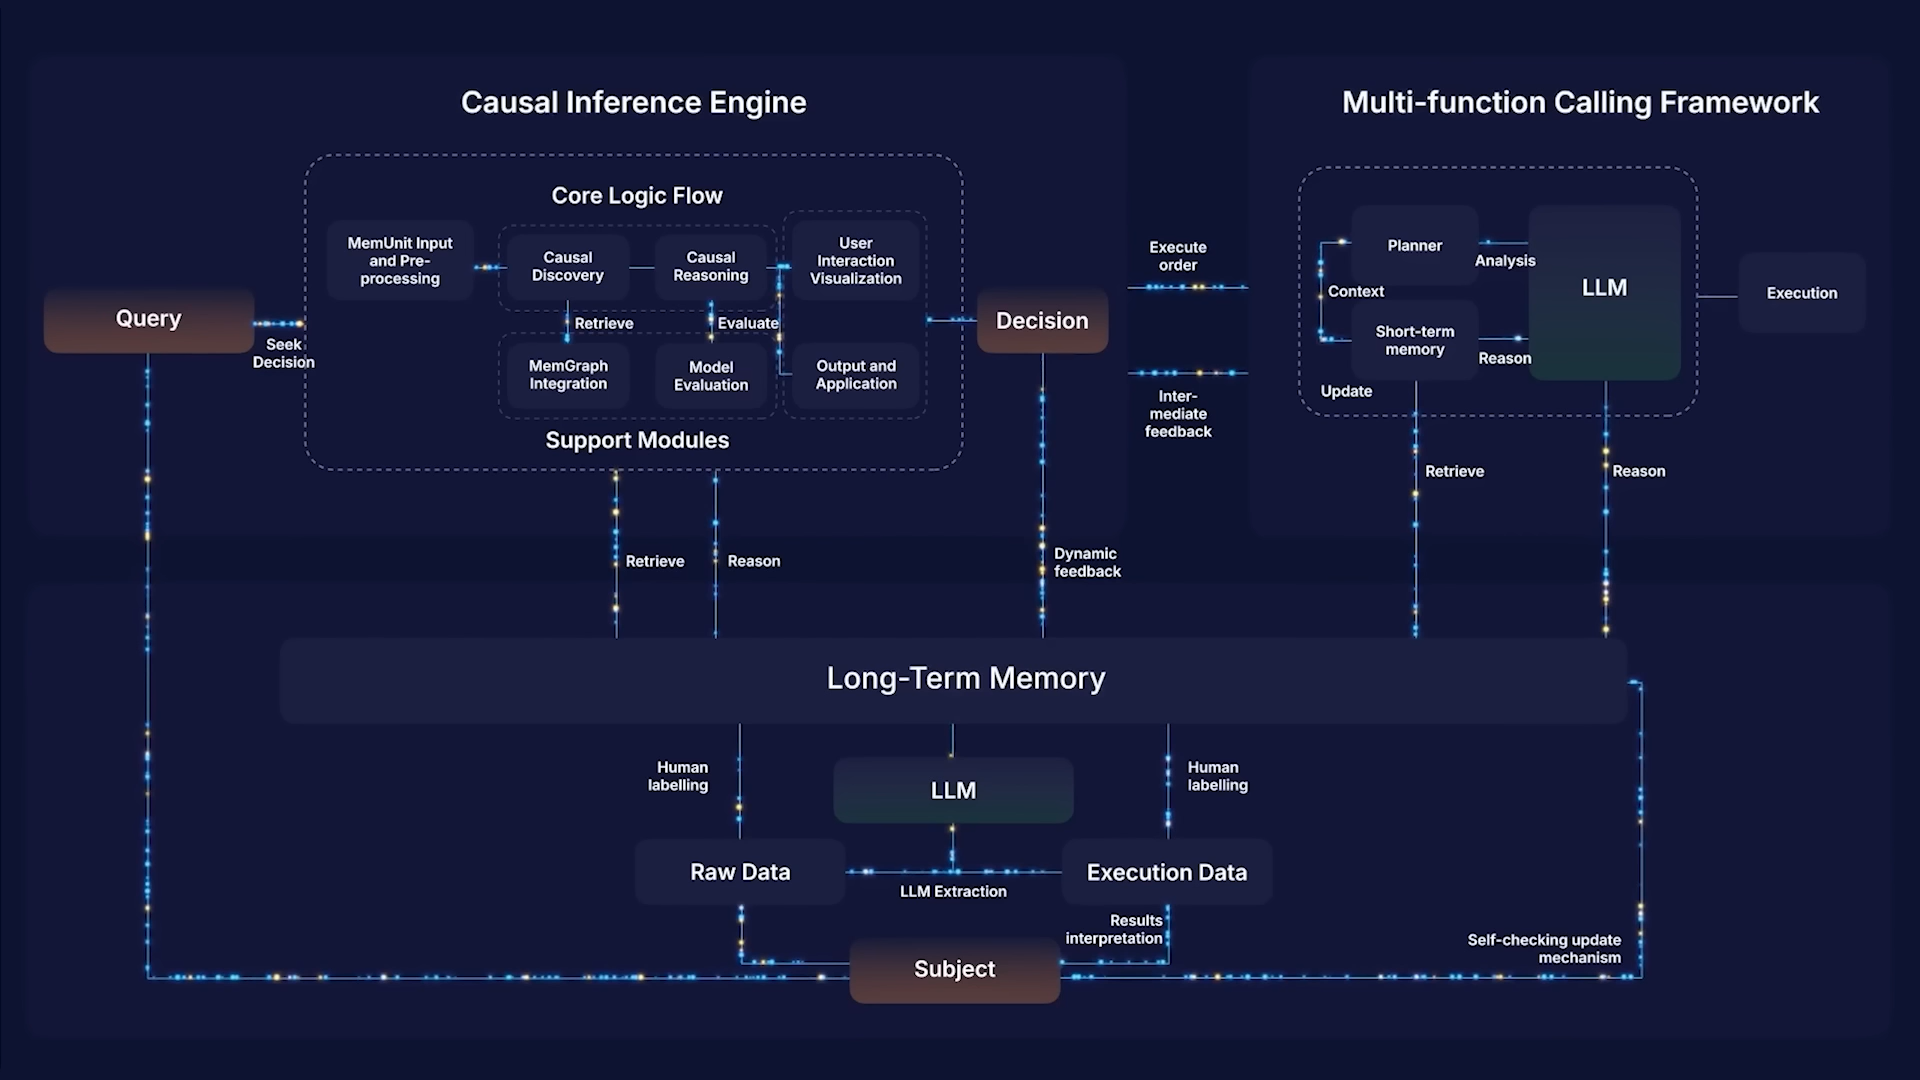 Causal Inference Engine
Multi-function Calling Framework
Core Logic Flow
MemUnit Input
and Pre-
processing
Causal
Discovery
Causal
Reasoning
User
Interaction
Visualization
Query
Seek
Decision
Retrieve
Evaluate
MemGraph
Integration
Model
Evaluation
Output and
Application
Support Modules
Decision
Execute
order
Inter-
mediate
feedback
Planner
Analysis
Context
LLM
Short-term
memory
Reason
Update
Execution
Retrieve
Reason
Dynamic
feedback
Retrieve
Reason
Long-Term Memory
Human
labelling
LLM
Human
labelling
Raw Data
LLM Extraction
Execution Data
Results
interpretation
Subject
Self-checking update
mechanism